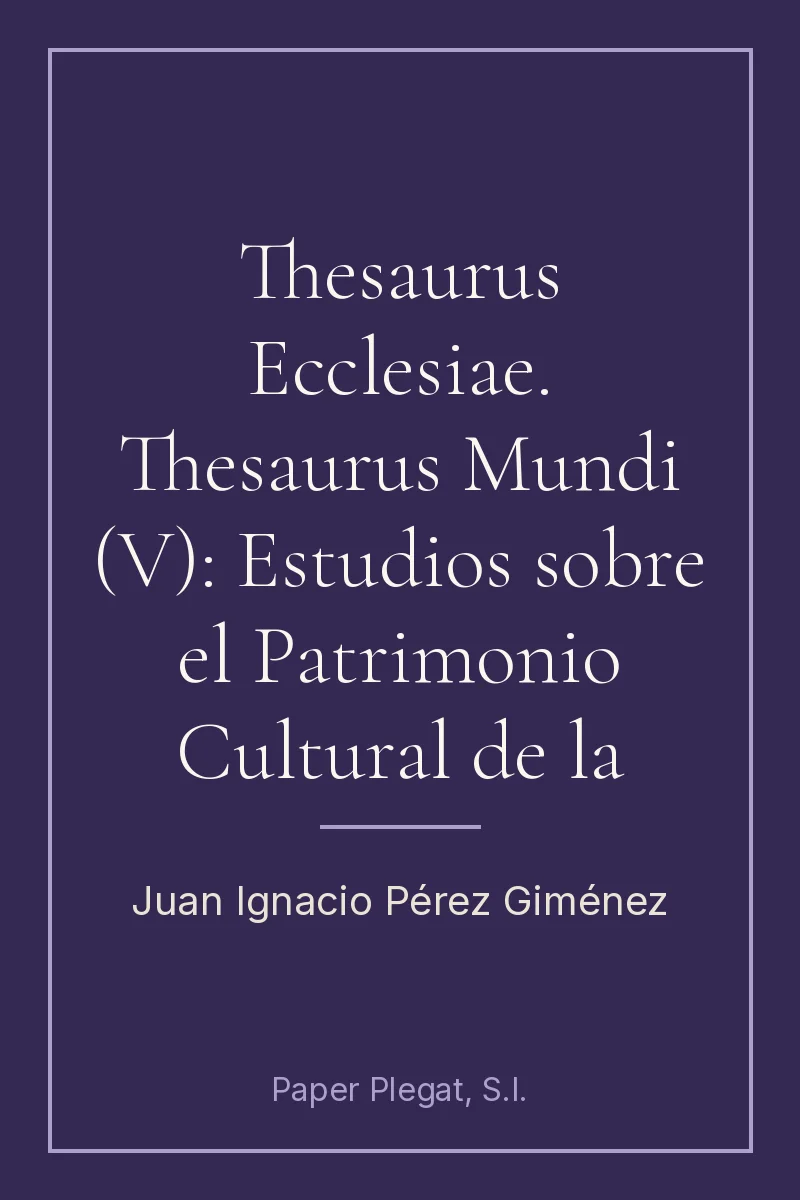 Thesaurus
Ecclesiae.
Thesaurus Mundi
(V): Estudios sobre
el Patrimonio
Cultural de la
Juan Ignacio Pérez Giménez
Paper Plegat, S.l.